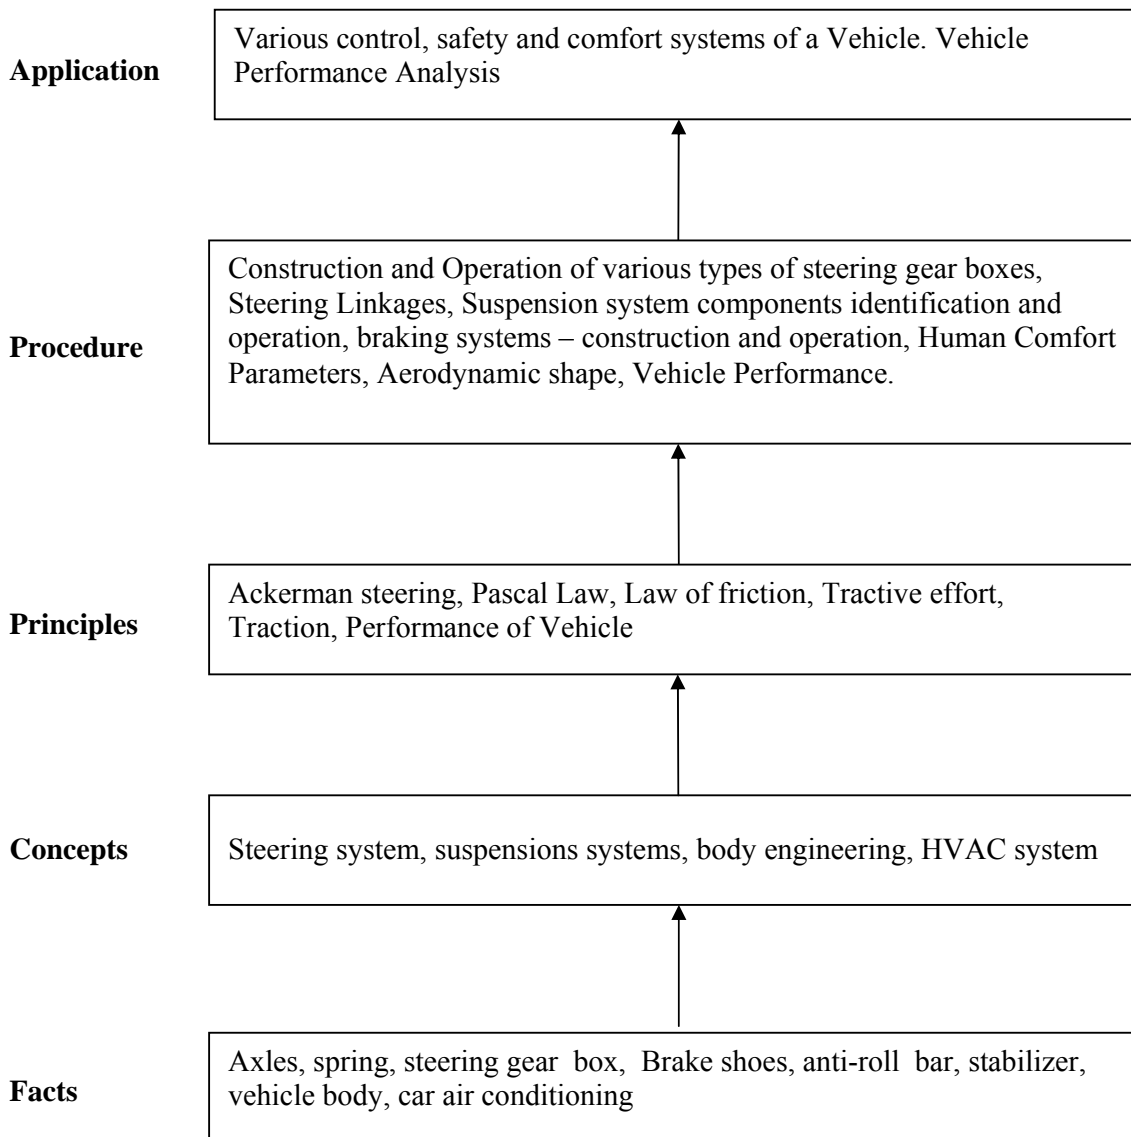 Application
Various control, safety and comfort systems of a Vehicle. Vehicle
Performance Analysis
Procedure
Construction and Operation of various types of steering gear boxes,
Steering Linkages, Suspension system components identification and
operation, braking systems – construction and operation, Human Comfort
Parameters, Aerodynamic shape, Vehicle Performance.
Principles
Ackerman steering, Pascal Law, Law of friction, Tractive effort,
Traction, Performance of Vehicle
Concepts
Steering system, suspensions systems, body engineering, HVAC system
Facts
Axles, spring, steering gear box, Brake shoes, anti-roll bar, stabilizer,
vehicle body, car air conditioning